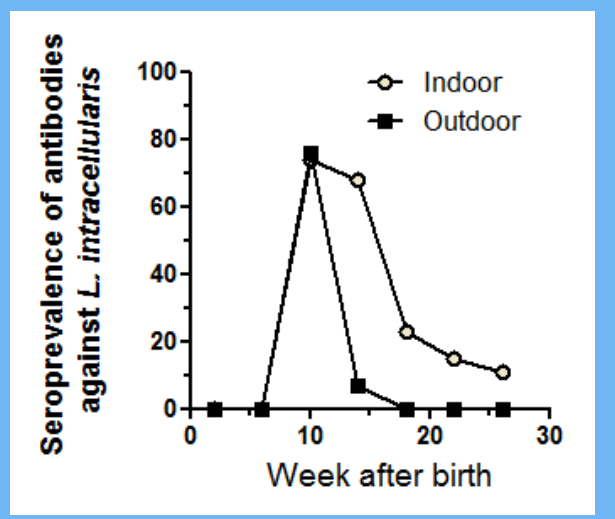 Seroprevalence of antibodies
against L. intracellularis
100
80
60
40
20
0
Indoor
Outdoor
0 10 20 30
Week after birth